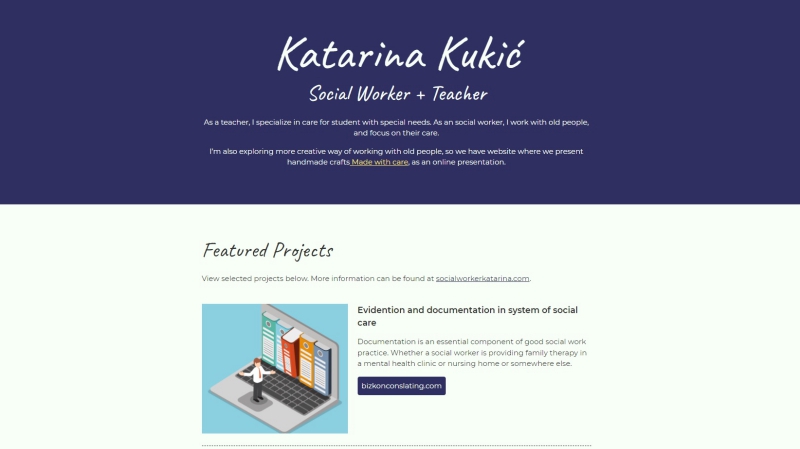 Katarina Kukić
Social Worker + Teacher
As a teacher, I specialize in care for student with special needs. As an social worker, I work with old people,
and focus on their care.
I'm also exploring more creative way of working with old people, so we have website where we present
handmade crafts Made with care, as an online presentation.
Featured Projects
View selected projects below. More information can be found at socialworkerkatarina.com.
Evidention and documentation in system of social
care
Documentation is an essential component of good social work
practice. Whether a social worker is providing family therapy in
a mental health clinic or nursing home or somewhere else.
bizkonconslating.com